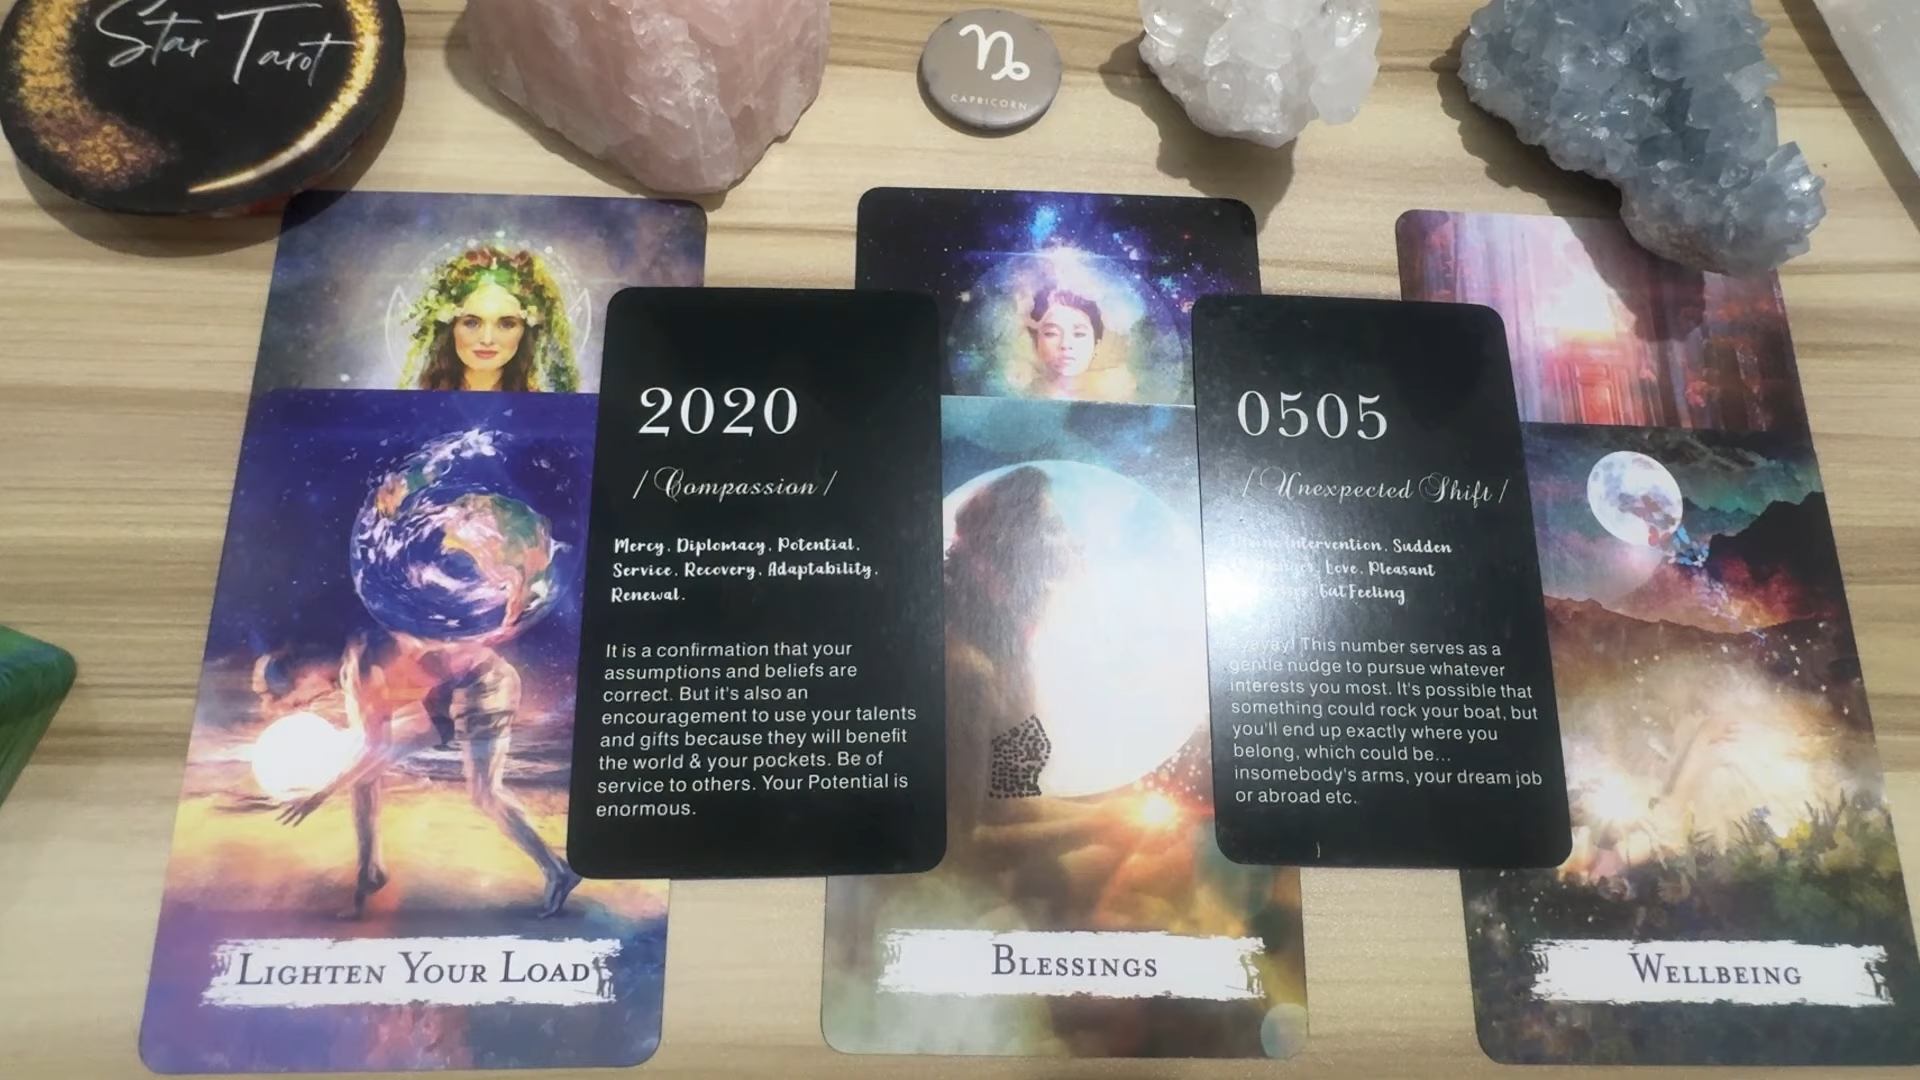 Star Tarot
CAPRICORN
2020
/ Compassion /
Mercy, Diplomacy, Potential,
Service, Recovery, Adaptability,
Renewal.
It is a confirmation that your
assumptions and beliefs are
correct. But it's also an
encouragement to use your talents
and gifts because they will benefit
the world & your pockets. Be of
service to others. Your Potential is
enormous.
0505
/ Unexpected Shift /
Intervention, Sudden
Love, Pleasant
Gut Feeling
This number serves as a
gentle nudge to pursue whatever
interests you most. It's possible that
something could rock your boat, but
you'll end up exactly where you
belong, which could be...
insomebody's arms, your dream job
or abroad etc.
LIGHTEN YOUR LOAD
BLESSINGS
WELLBEING